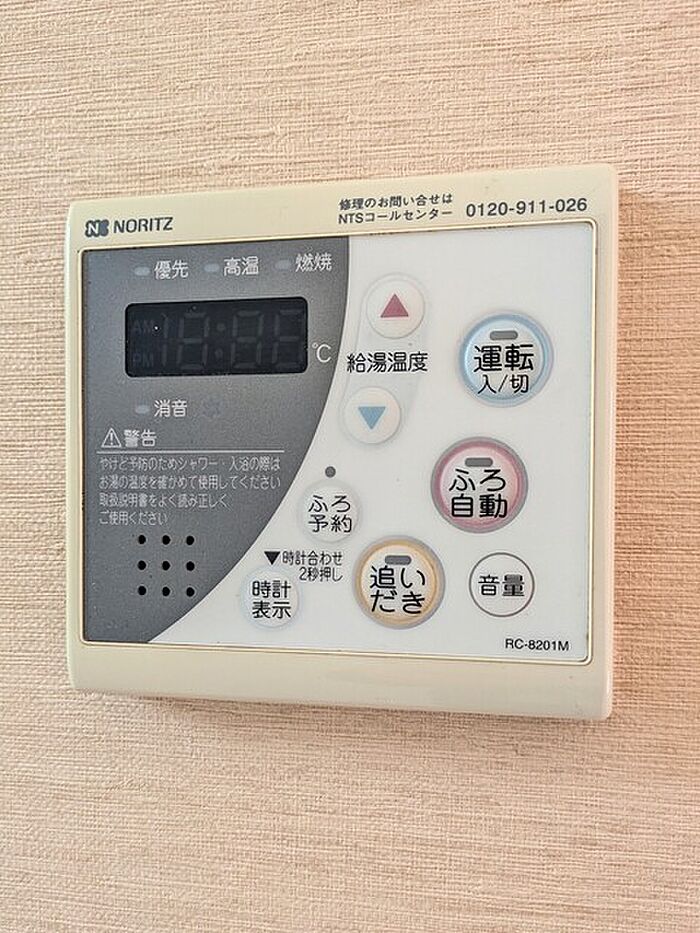 NORITZ
修理のお問い合せは
NTSコールセンター 0120-911-026
優先 高温 燃焼
AM
PM
18:88
℃
消音
警告
やけど予防のためシャワー・入浴の際は
お湯の温度を確かめて使用してください
取扱説明書をよく読み正しく
ご使用ください
給湯温度
運転
入/切
ふろ
自動
ふろ
予約
▼時計合わせ
2秒押し
時計
表示
追い
だき
音量
RC-8201M